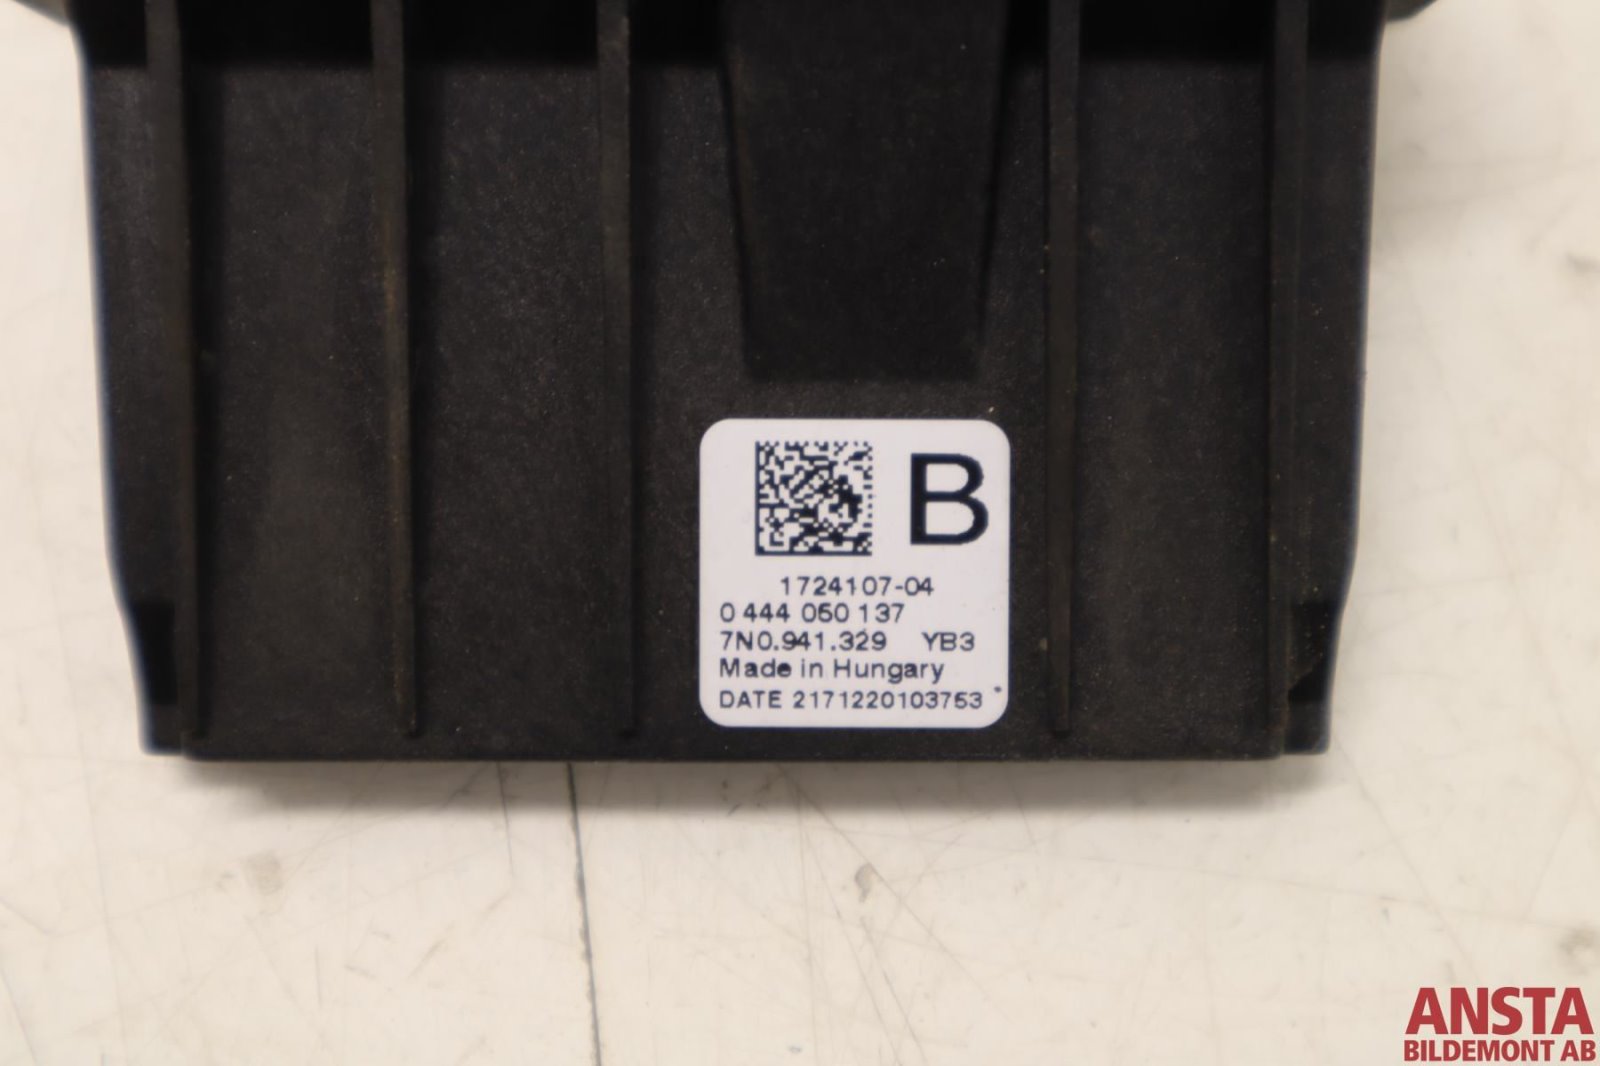 B
1724107-04
0 444 050 137
7N0.941.329 YB3
Made in Hungary
DATE 2171220103753
ANSTA
BILDEMONT AB